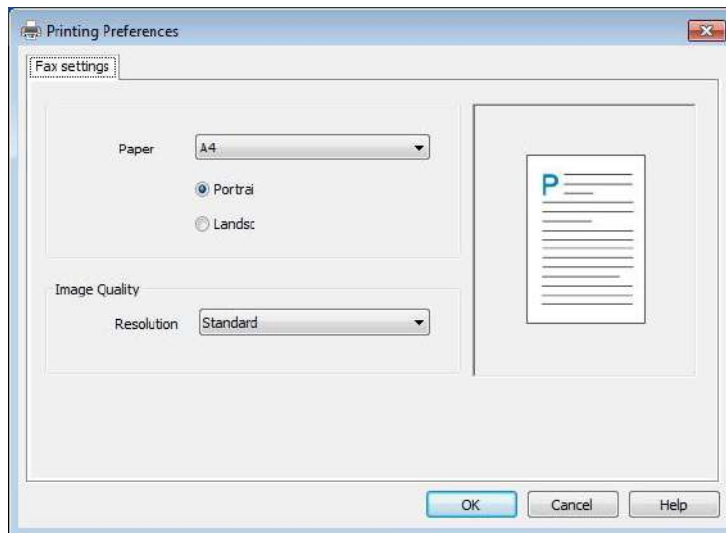 Printing Preferences
Fax settings
Paper
A4
Portrai
Landsc
Image Quality
Resolution
Standard
P
OK
Cancel
Help